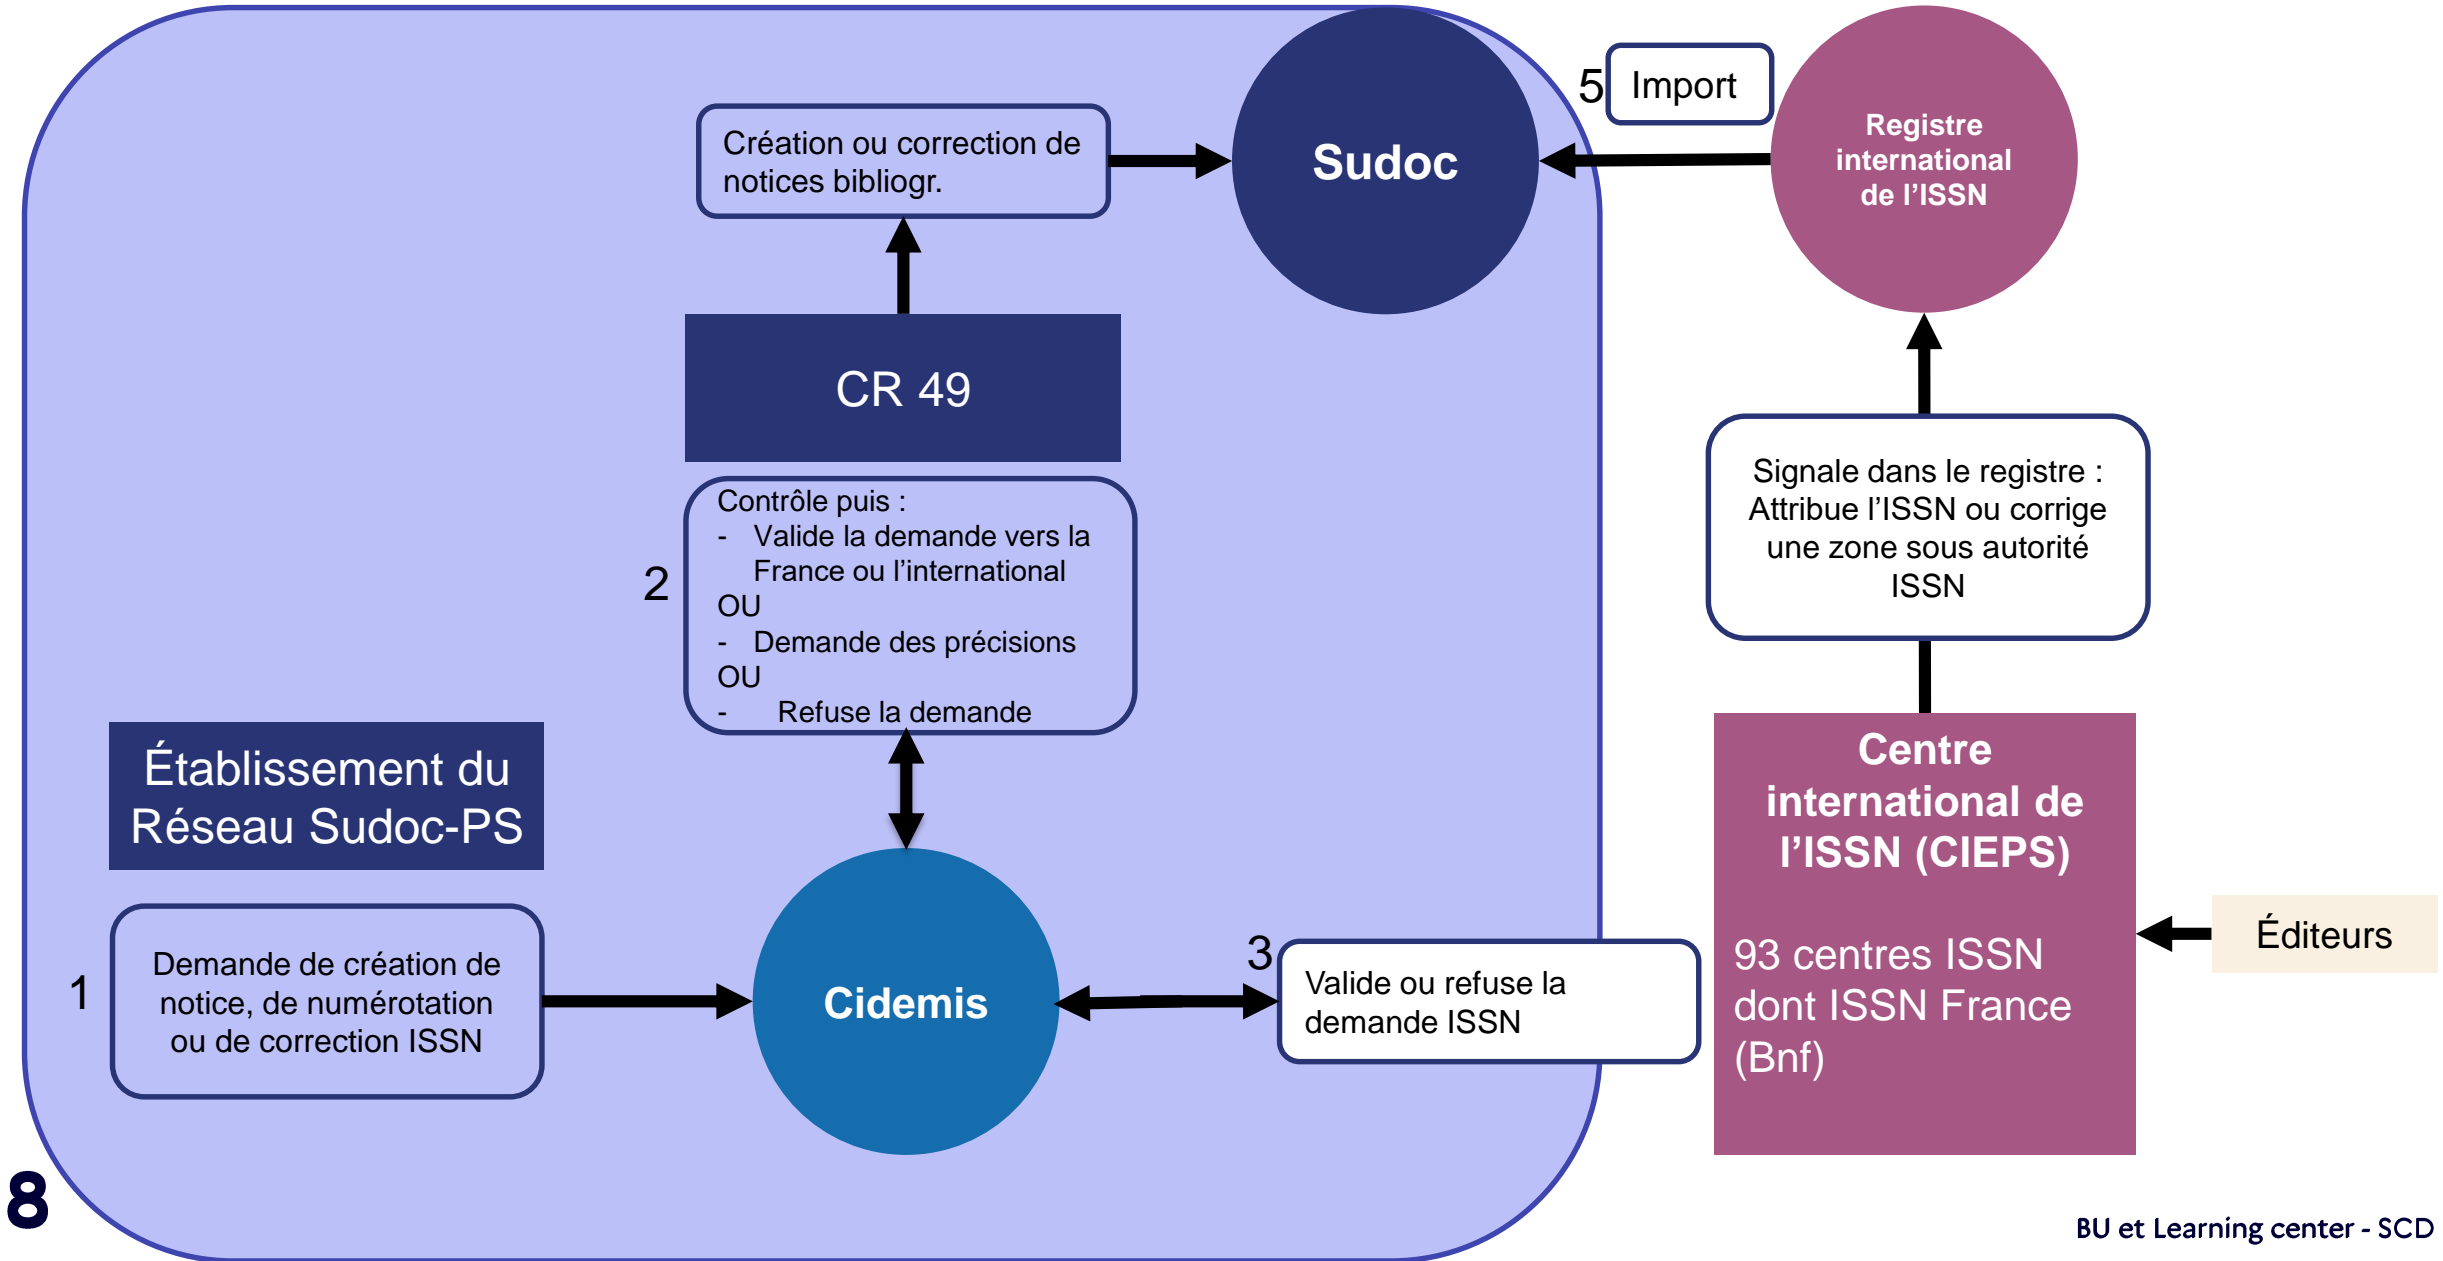 5
Import
Registre
international
de l’ISSN
Sudoc
Création ou correction de
notices bibliogr.
CR 49
Contrôle puis :
- Valide la demande vers la
France ou l’international
OU
- Demande des précisions
OU
- Refuse la demande
2
Signale dans le registre :
Attribue l’ISSN ou corrige
une zone sous autorité
ISSN
Établissement du
Réseau Sudoc-PS
1
Demande de création de
notice, de numérotation
ou de correction ISSN
Cidemis
3
Valide ou refuse la
demande ISSN
Centre
international de
l’ISSN (CIEPS)
93 centres ISSN
dont ISSN France
(Bnf)
Éditeurs
8
BU et Learning center - SCD